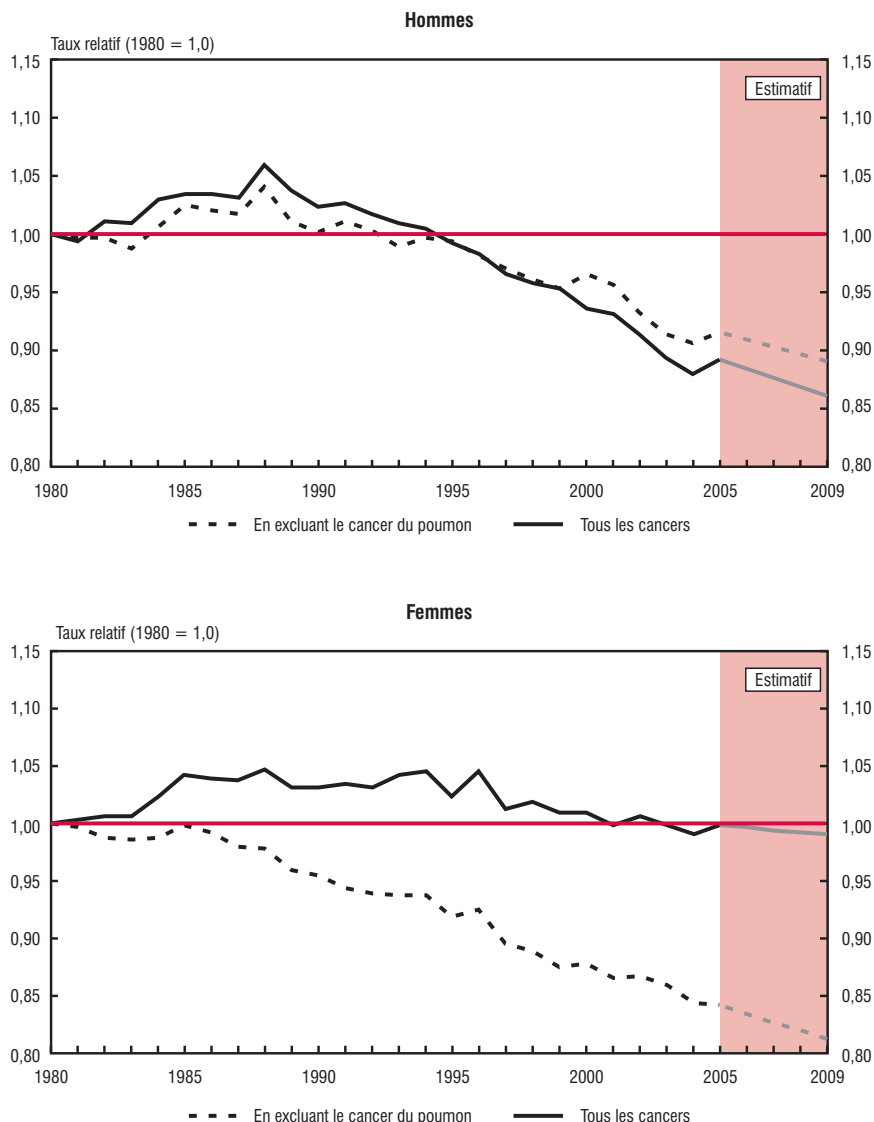 Hommes
Taux relatif (1980 = 1,0)
1,15 1,15
Estimatif
1,10 1,10
1,05 1,05
1,00 1,00
0,95 0,95
0,90 0,90
0,85 0,85
0,80 0,80
1980 1985 1990 1995 2000 2005 2009
En excluant le cancer du poumon Tous les cancers
Femmes
Taux relatif (1980 = 1,0)
1,15 1,15
Estimatif
1,10 1,10
1,05 1,05
1,00 1,00
0,95 0,95
0,90 0,90
0,85 0,85
0,80 0,80
1980 1985 1990 1995 2000 2005 2009
En excluant le cancer du poumon Tous les cancers